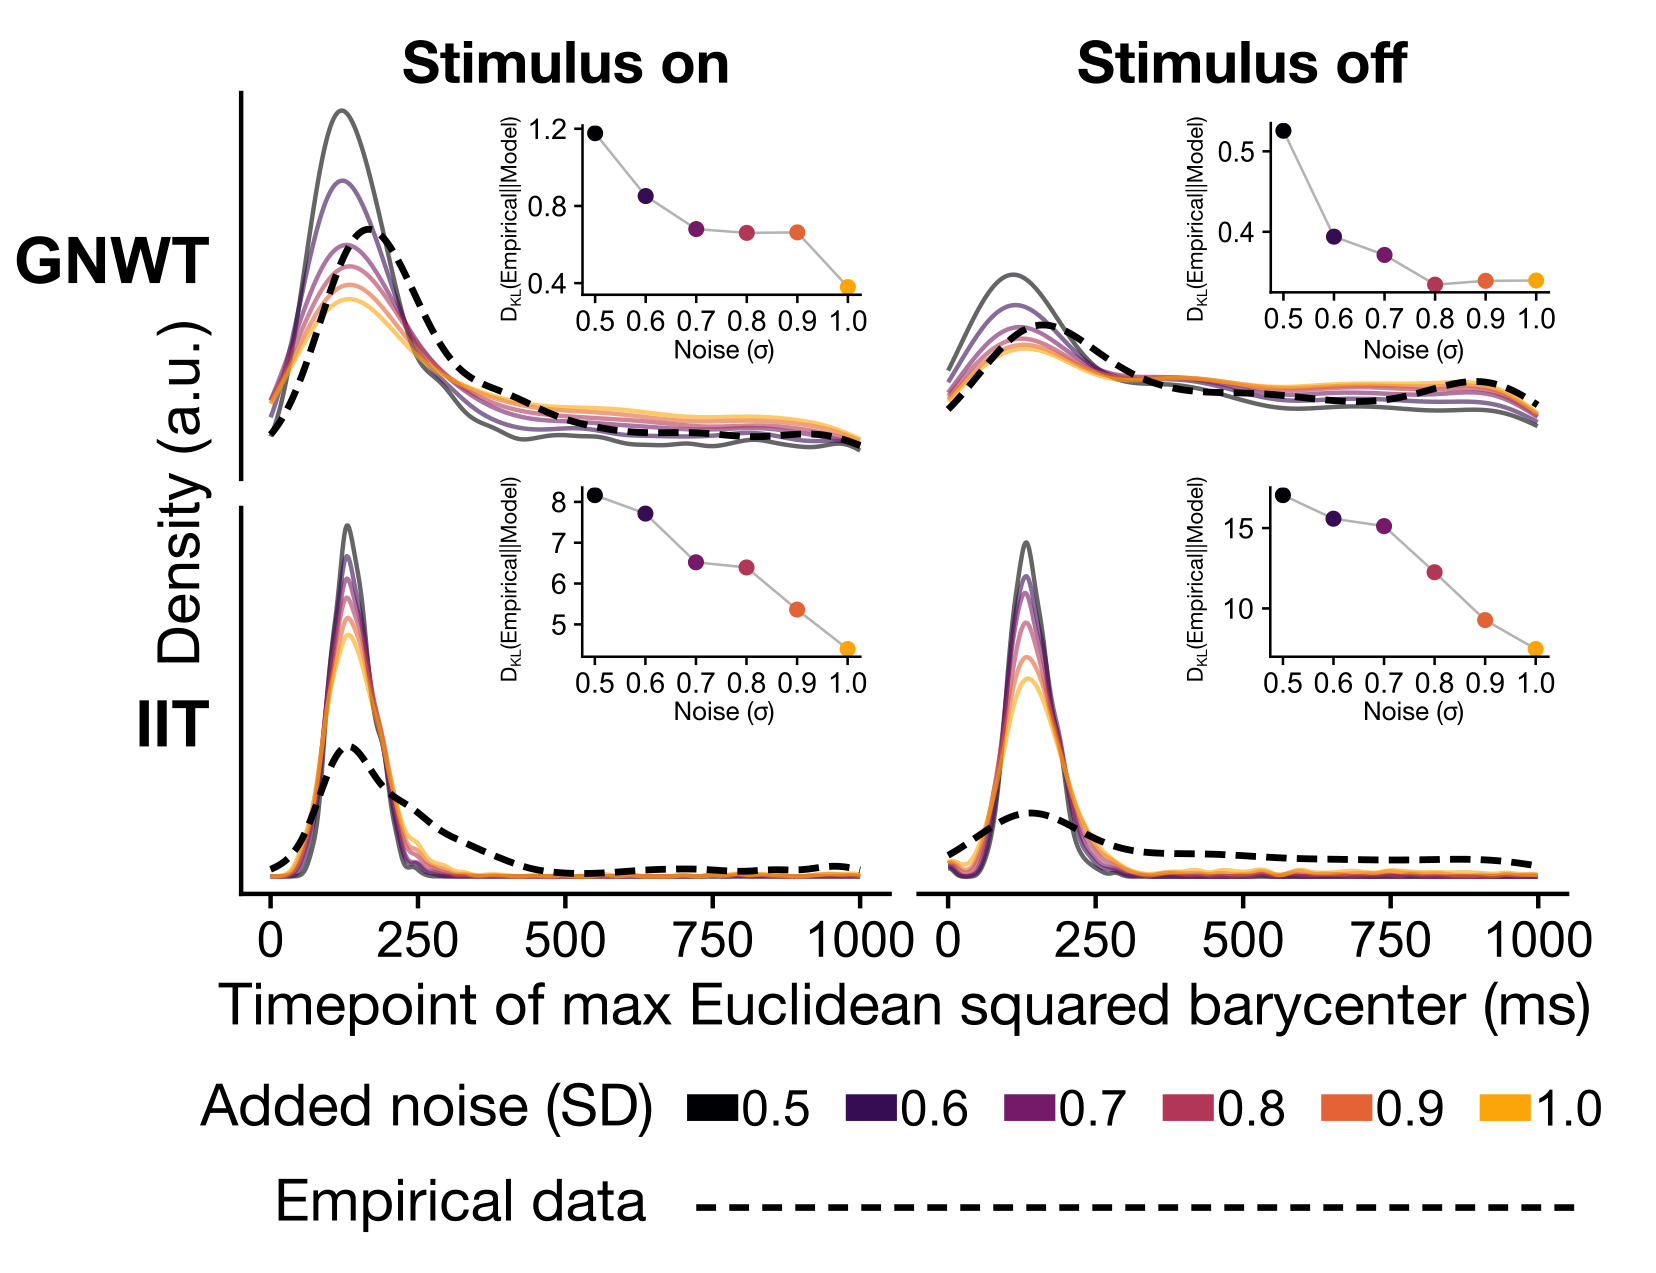 Stimulus on
Stimulus off
GNWT
IIT
Density (a.u.)
D_KL(Empirical||Model)
1.2
0.8
0.4
0.5 0.6 0.7 0.8 0.9 1.0
Noise (σ)
D_KL(Empirical||Model)
0.5
0.4
0.5 0.6 0.7 0.8 0.9 1.0
Noise (σ)
D_KL(Empirical||Model)
8
7
6
5
0.5 0.6 0.7 0.8 0.9 1.0
Noise (σ)
D_KL(Empirical||Model)
15
10
0.5 0.6 0.7 0.8 0.9 1.0
Noise (σ)
0 250 500 750 1000
0 250 500 750 1000
Timepoint of max Euclidean squared barycenter (ms)
Added noise (SD) 0.5 0.6 0.7 0.8 0.9 1.0
Empirical data